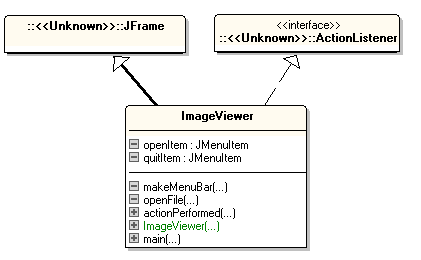 ::<<Unknown>>::JFrame
<<interface>>
::<<Unknown>>::ActionListener
ImageViewer
openItem : JMenuItem
quitItem : JMenuItem
makeMenuBar(...)
openFile(...)
actionPerformed(...)
ImageViewer(...)
main(...)